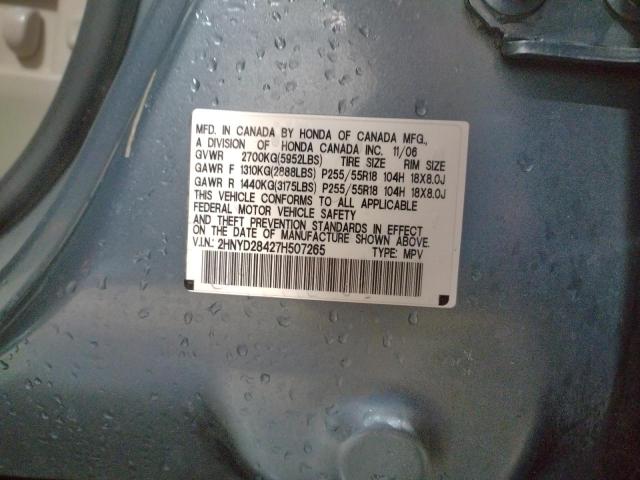 MFD. IN CANADA BY HONDA OF CANADA MFG.,
A DIVISION OF HONDA CANADA INC. 11/06
GVWR 2700KG(5952LBS) TIRE SIZE RIM SIZE
GAWR F 1310KG(2888LBS) P255/55R18 104H 18X8.0J
GAWR R 1440KG(3175LBS) P255/55R18 104H 18X8.0J
THIS VEHICLE CONFORMS TO ALL APPLICABLE
FEDERAL MOTOR VEHICLE SAFETY
AND THEFT PREVENTION STANDARDS IN EFFECT
ON THE DATE OF MANUFACTURE SHOWN ABOVE.
V.I.N.: 2HNYD28427H507265 TYPE: MPV